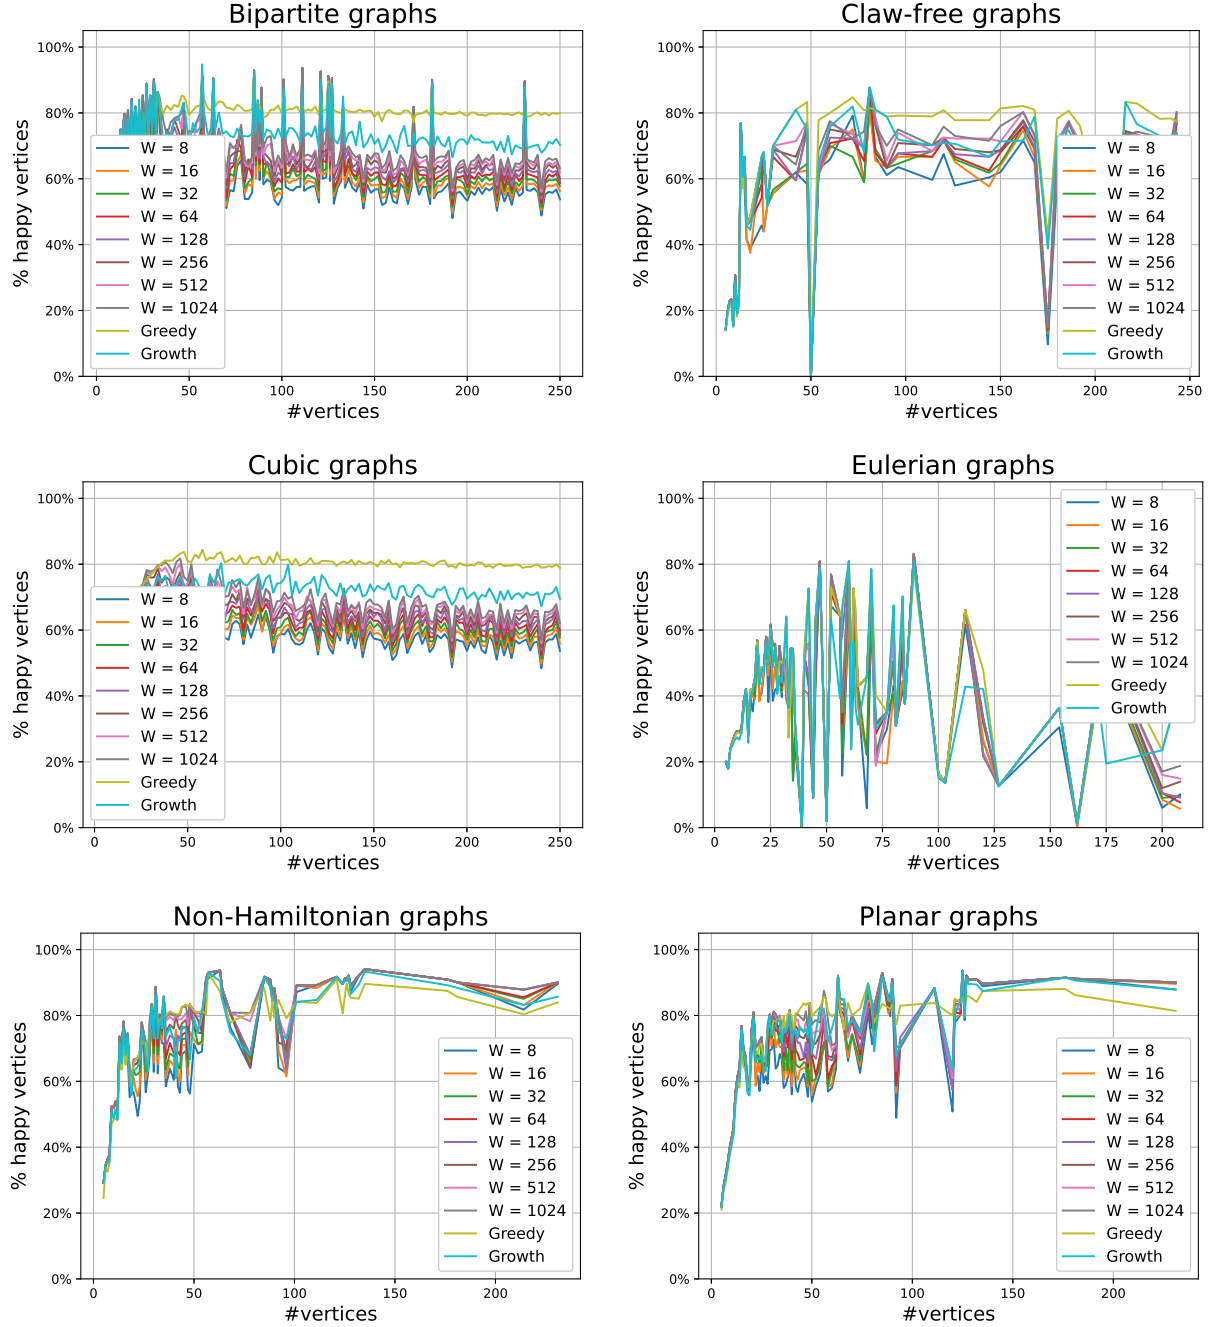 Bipartite graphs
% happy vertices
100%
80%
60%
40%
20%
0%
W = 8
W = 16
W = 32
W = 64
W = 128
W = 256
W = 512
W = 1024
Greedy
Growth
0 50 100 150 200 250
#vertices
Claw-free graphs
% happy vertices
100%
80%
60%
40%
20%
0%
W = 8
W = 16
W = 32
W = 64
W = 128
W = 256
W = 512
W = 1024
Greedy
Growth
0 50 100 150 200 250
#vertices
Cubic graphs
% happy vertices
100%
80%
60%
40%
20%
0%
W = 8
W = 16
W = 32
W = 64
W = 128
W = 256
W = 512
W = 1024
Greedy
Growth
0 50 100 150 200 250
#vertices
Eulerian graphs
% happy vertices
100%
80%
60%
40%
20%
0%
W = 8
W = 16
W = 32
W = 64
W = 128
W = 256
W = 512
W = 1024
Greedy
Growth
0 25 50 75 100 125 150 175 200
#vertices
Non-Hamiltonian graphs
% happy vertices
100%
80%
60%
40%
20%
0%
W = 8
W = 16
W = 32
W = 64
W = 128
W = 256
W = 512
W = 1024
Greedy
Growth
0 50 100 150 200
#vertices
Planar graphs
% happy vertices
100%
80%
60%
40%
20%
0%
W = 8
W = 16
W = 32
W = 64
W = 128
W = 256
W = 512
W = 1024
Greedy
Growth
0 50 100 150 200
#vertices